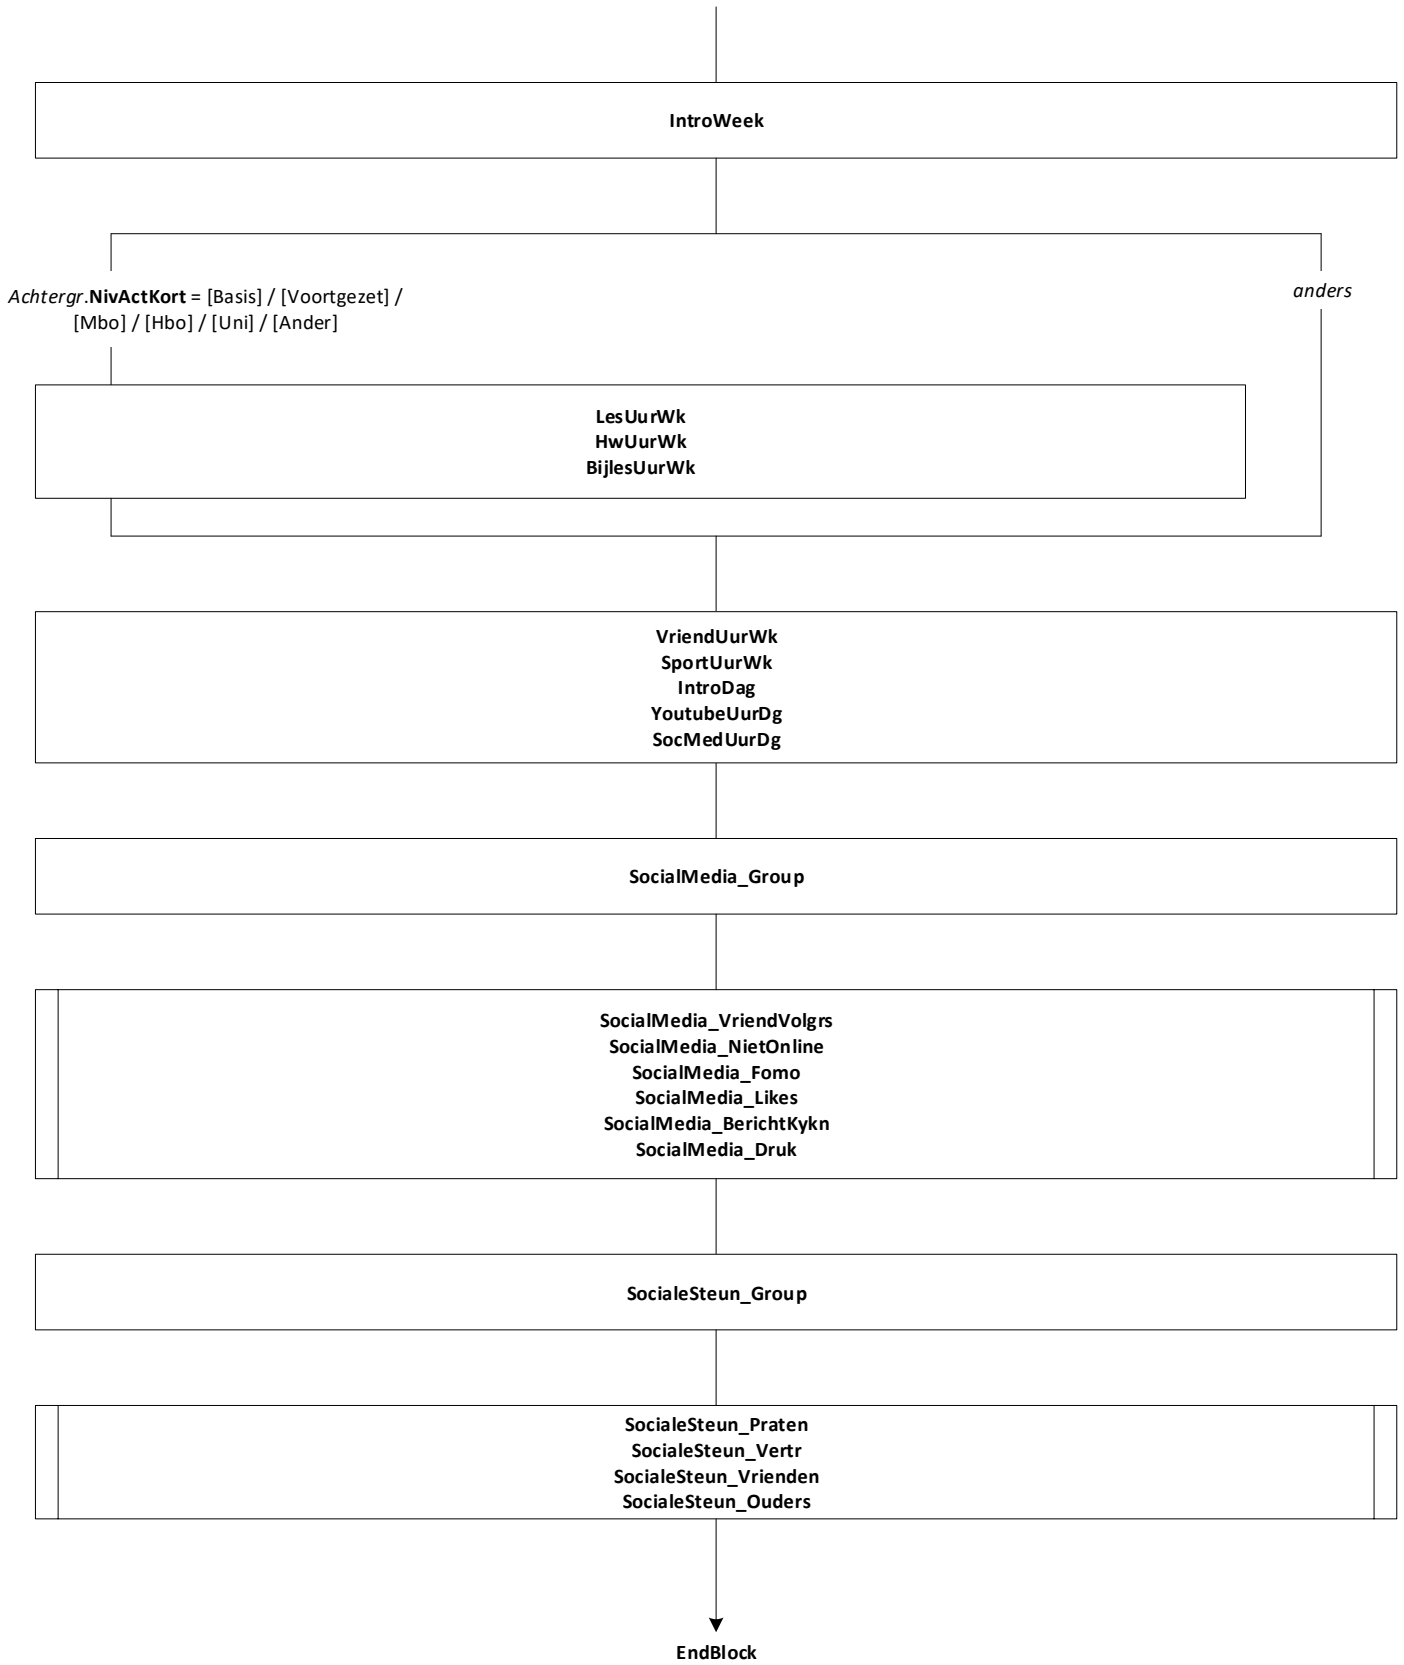 IntroWeek
Achtergr.NivActKort = [Basis] / [Voortgezet] /
[Mbo] / [Hbo] / [Uni] / [Ander]
anders
LesUurWk
HwUurWk
BijlesUurWk
VriendUurWk
SportUurWk
IntroDag
YoutubeUurDg
SocMedUurDg
SocialMedia_Group
SocialMedia_VriendVolgrs
SocialMedia_NietOnline
SocialMedia_Fomo
SocialMedia_Likes
SocialMedia_BerichtKykn
SocialMedia_Druk
SocialeSteun_Group
SocialeSteun_Praten
SocialeSteun_Vertr
SocialeSteun_Vrienden
SocialeSteun_Ouders
EndBlock